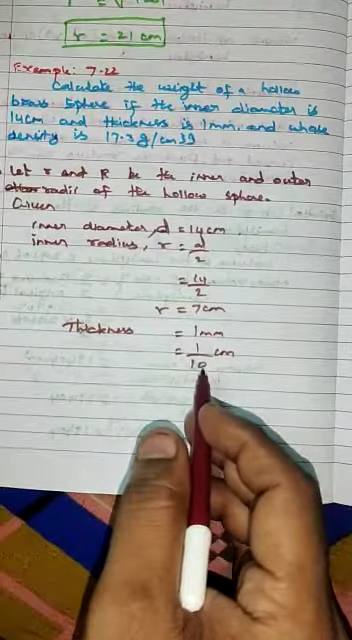 r = 21 cm
Example: 7.22
Calculate the weight of a hollow
brass sphere if the inner diameter is
14cm and thickness is 1mm, and whose
density is 17.3 g/cm3)
Let r and R be the inner and outer
radii of the hollow sphere.
Given
inner diameter, d = 14cm
inner radius, r = d/2
= 14/2
r = 7cm
Thickness = 1mm
= 1/10 cm